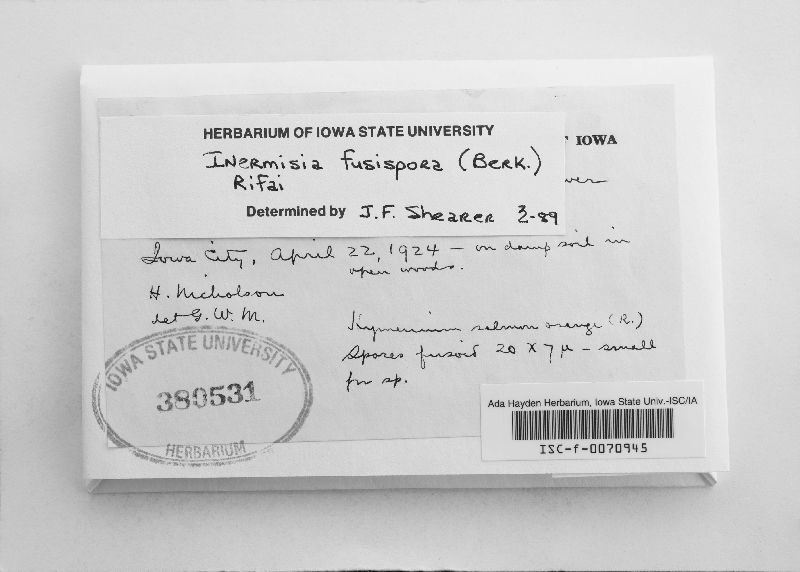 HERBARIUM OF IOWA STATE UNIVERSITY
Inermisia fusispora (Berk.)
Rifai
Determined by J.F. Shearer 3-89
IOWA
Iowa City, April 22, 1924 – on damp soil in
open woods.
H. Nicholson
det G. W. M.
Hymenium salmon orange (R.)
Spores fusoid 20 X 7 µ – small
for sp.
IOWA STATE UNIVERSITY
380531
HERBARIUM
Ada Hayden Herbarium, Iowa State Univ.-ISC/IA
ISC-f-0070945